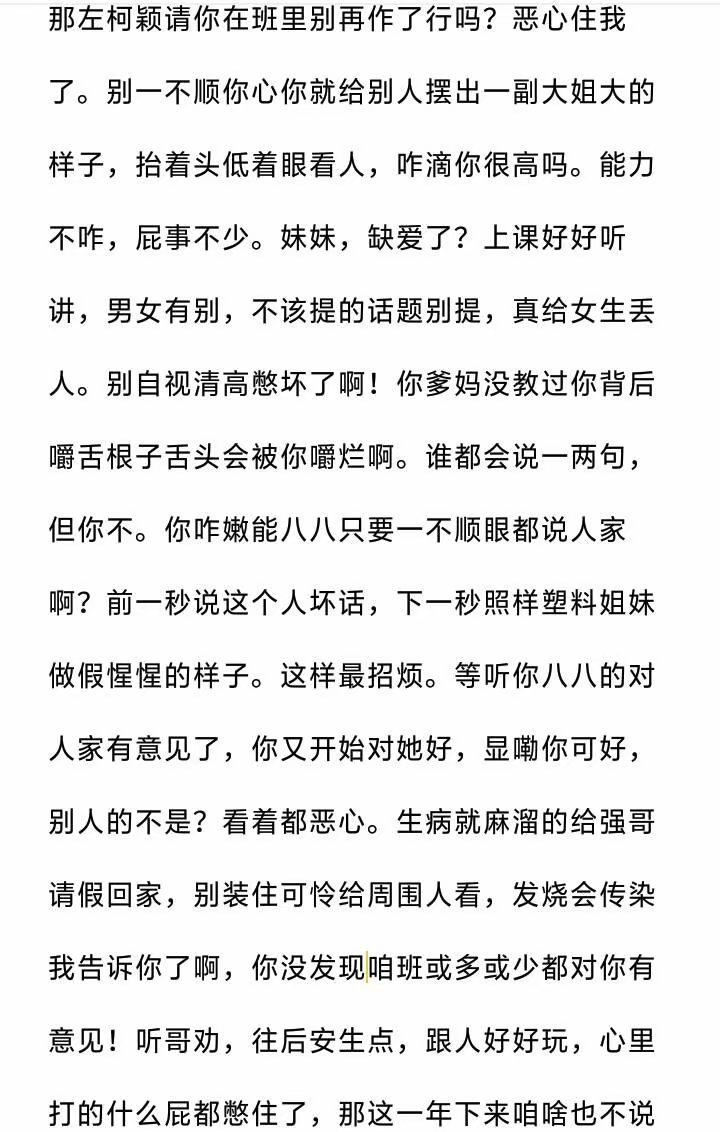 那左柯颖请你在班里别再作了行吗？恶心住我
了。别一不顺你心你就给别人摆出一副大姐大的
样子，抬着头低着眼看人，咋滴你很高吗。能力
不咋，屁事不少。妹妹，缺爱了？上课好好听
讲，男女有别，不该提的话题别提，真给女生丢
人。别自视清高憋坏了啊！你爹妈没教过你背后
嚼舌根子舌头会被你嚼烂啊。谁都会说一两句，
但你不。你咋嫩能八八只要一不顺眼都说人家
啊？前一秒说这个人坏话，下一秒照样塑料姐妹
做假惺惺的样子。这样最招烦。等听你八八的对
人家有意见了，你又开始对她好，显嘞你可好，
别人的不是？看着都恶心。生病就麻溜的给强哥
请假回家，别装住可怜给周围人看，发烧会传染
我告诉你了啊，你没发现咱班或多或少都对你有
意见！听哥劝，往后安生点，跟人好好玩，心里
打的什么屁都憋住了，那这一年下来咱啥也不说